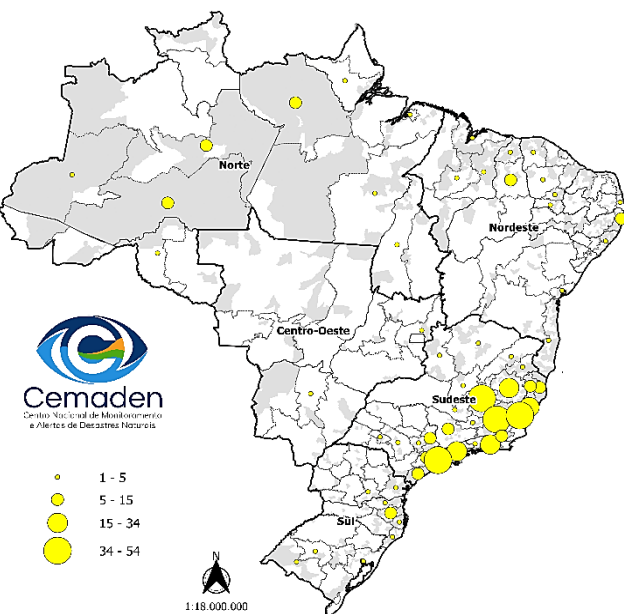 Norte
Nordeste
Centro-Oeste
Sudeste
Sul
Cemaden
Centro Nacional de Monitoramento
e Alertas de Desastres Naturais
1 - 5
5 - 15
15 - 34
34 - 54
N
1:18.000.000